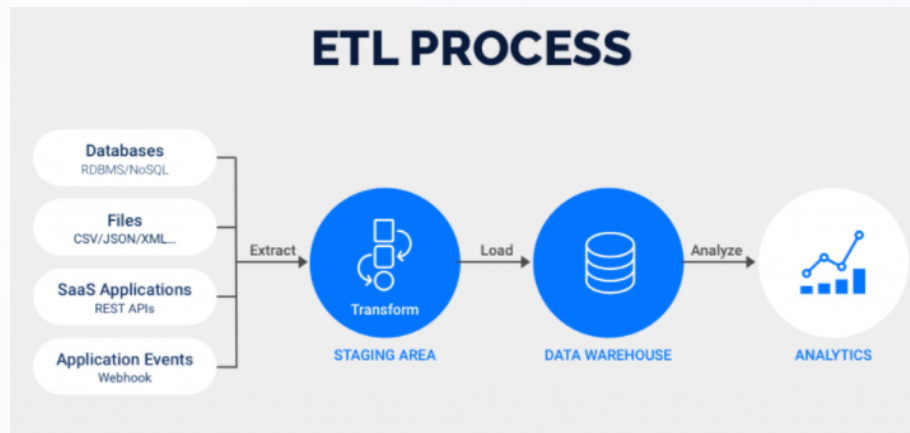 ETL PROCESS
Databases
RDBMS/NoSQL
Files
CSV/JSON/XML...
SaaS Applications
REST APIs
Application Events
Webhook
Extract
Transform
STAGING AREA
Load
DATA WAREHOUSE
Analyze
ANALYTICS